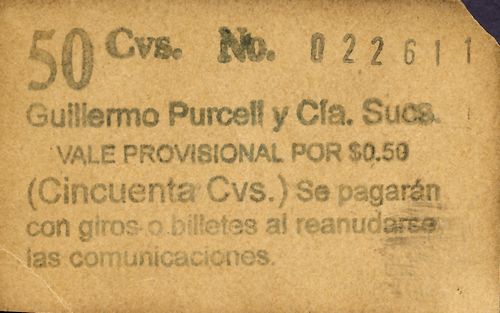 50 Cvs. No. 022611
Guillermo Purcell y Cía. Sucs.
VALE PROVISIONAL POR $0.50
(Cincuenta Cvs.) Se pagarán
con giros o billetes al reanudarse
las comunicaciones.